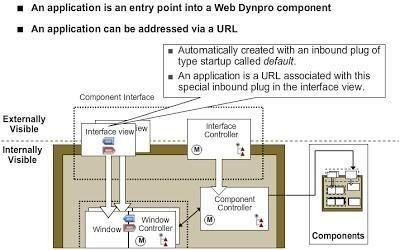 An application is an entry point into a Web Dynpro component
An application can be addressed via a URL
Automatically created with an inbound plug of
type startup called default.
An application is a URL associated with this
special inbound plug in the interface view.
Component Interface
Externally
Visible
Internally
Visible
Interface view
Interface
Controller
M
Window
Window
Controller
M
Component
Controller
M
Components